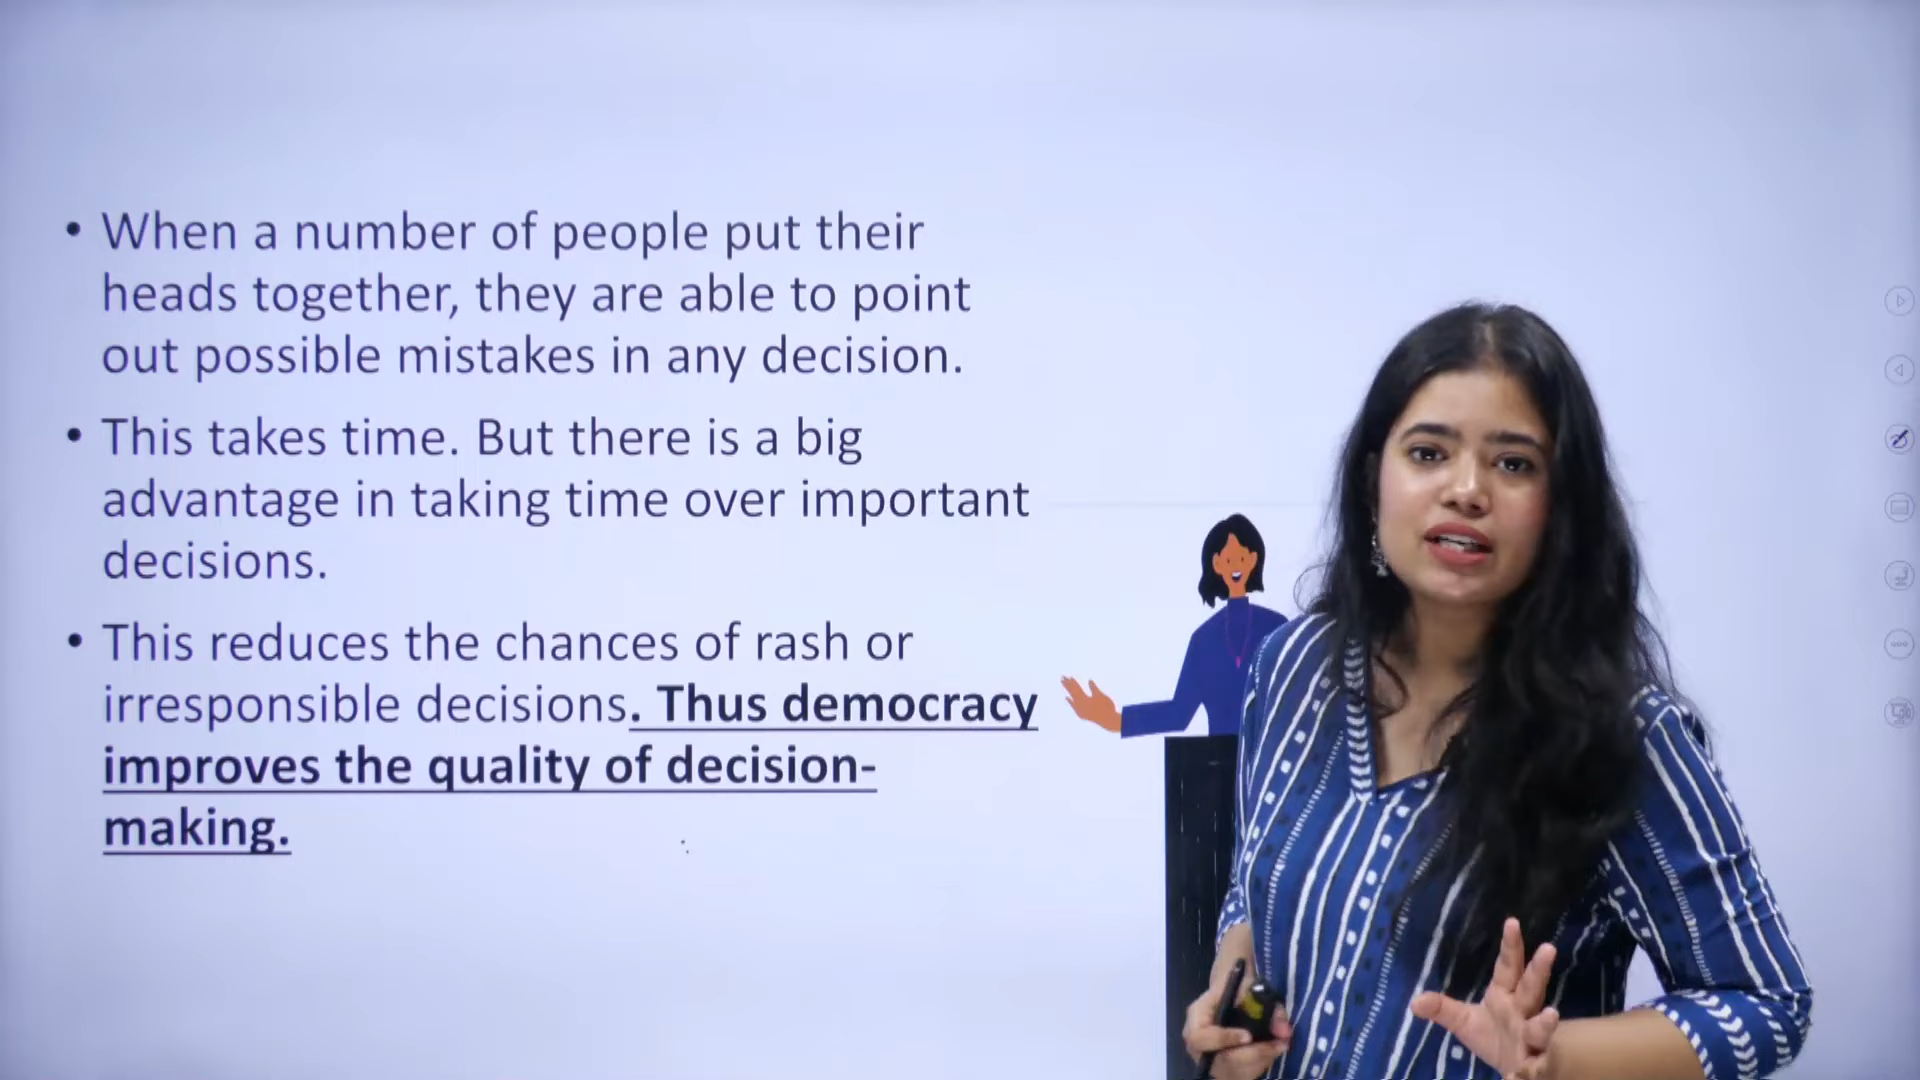 • When a number of people put their
heads together, they are able to point
out possible mistakes in any decision.
• This takes time. But there is a big
advantage in taking time over important
decisions.
• This reduces the chances of rash or
irresponsible decisions. Thus democracy
improves the quality of decision-
making.